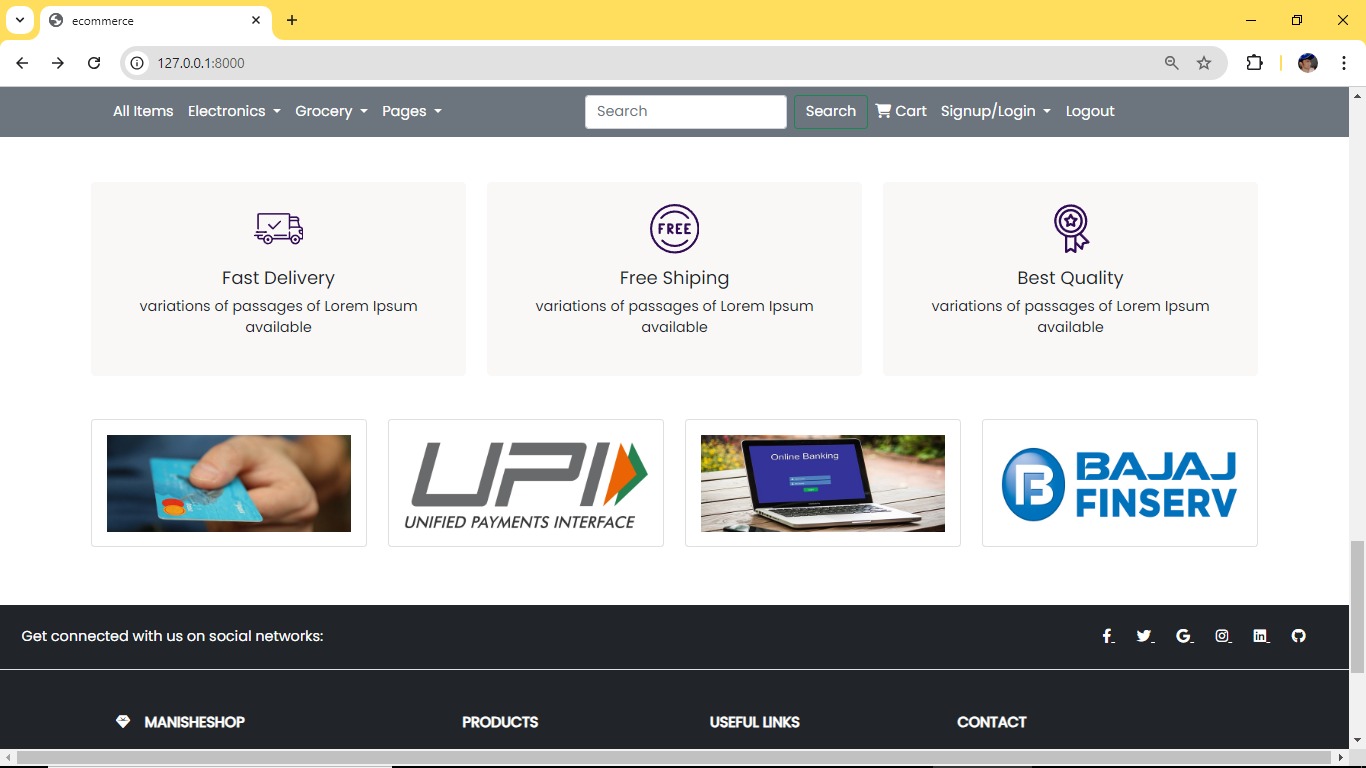 ecommerce
127.0.0.1:8000
All Items Electronics Grocery Pages Search Search Cart Signup/Login Logout
FREE
Fast Delivery
variations of passages of Lorem Ipsum
available
Free Shiping
variations of passages of Lorem Ipsum
available
Best Quality
variations of passages of Lorem Ipsum
available
UPI
UNIFIED PAYMENTS INTERFACE
Online Banking
BAJAJ
FINSERV
Get connected with us on social networks:
MANISHESHOP PRODUCTS USEFUL LINKS CONTACT